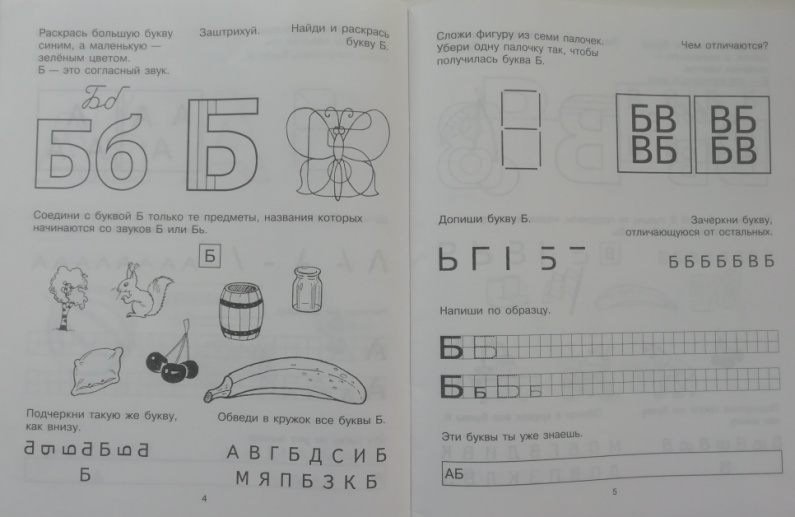 Раскрась большую букву
синим, а маленькую —
зелёным цветом.
Б — это согласный звук.
Заштрихуй.
Найди и раскрась
букву Б.
Бб
Бб
Б
Соедини с буквой Б только те предметы, названия которых
начинаются со звуков Б или Бь.
Б
Подчеркни такую же букву,
как внизу.
Б
Б
Обведи в кружок все буквы Б.
А В Г Б Д С И Б
М Я П Б З К Б
4
Сложи фигуру из семи палочек.
Убери одну палочку так, чтобы
получилась буква Б.
Чем отличаются?
БВ
ВБ
ВБ
БВ
Допиши букву Б.
Ь Г I
Зачеркни букву,
отличающуюся от остальных.
Б Б Б Б Б В Б
Напиши по образцу.
Б Б
Б Б Б Б
Эти буквы ты уже знаешь.
АБ
5